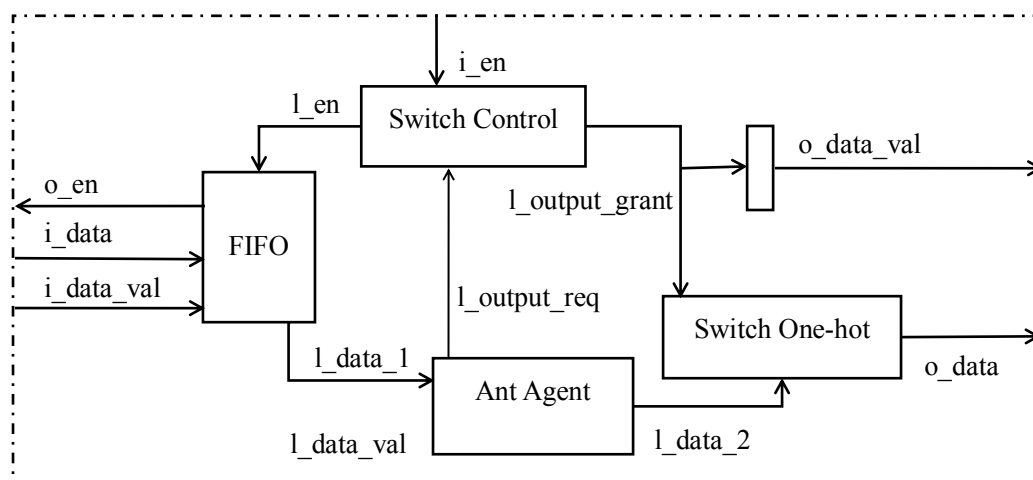 i_en
l_en
Switch Control
o_data_val
o_en
l_output_grant
i_data
FIFO
i_data_val
l_output_req
Switch One-hot
l_data_1
o_data
Ant Agent
l_data_val
l_data_2